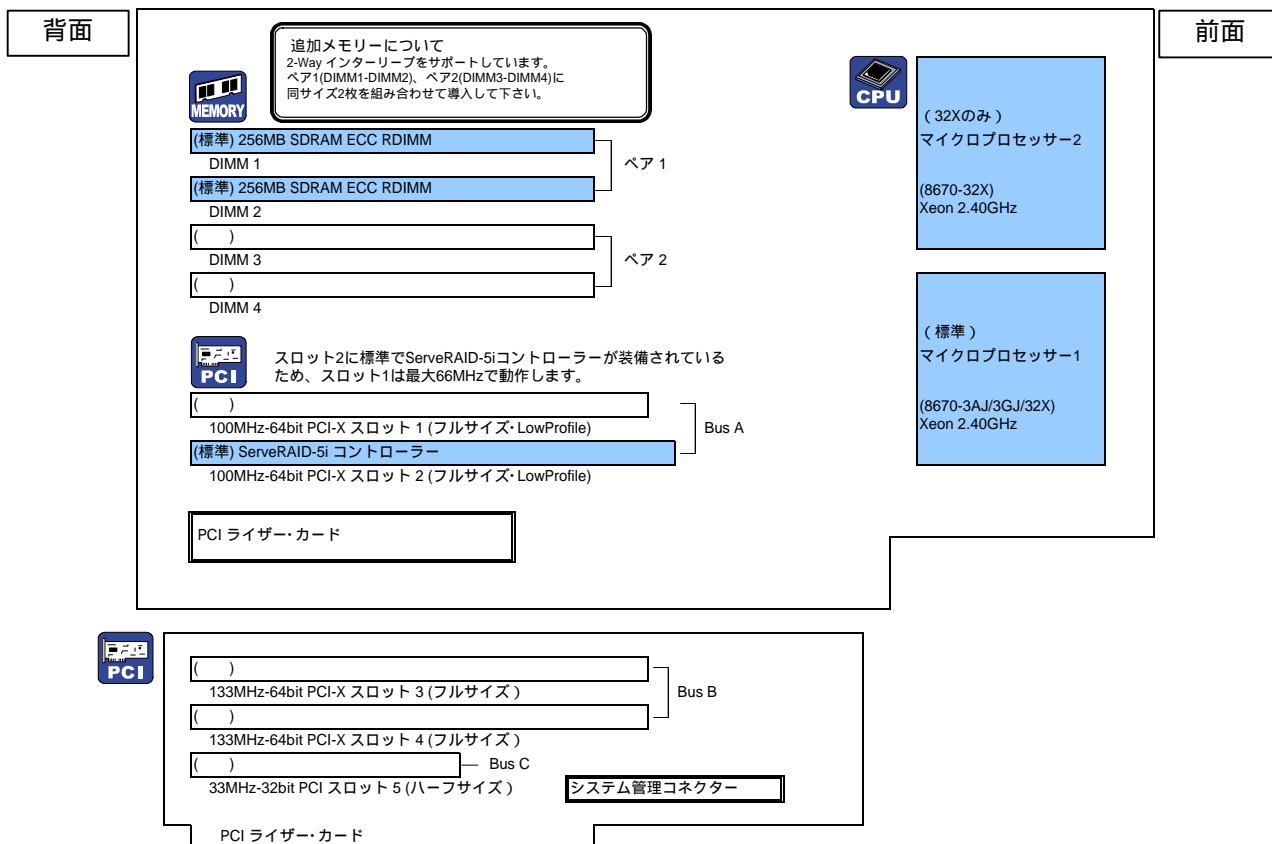 背面
前面
追加メモリーについて
2-Way インターリーブをサポートしています。
ペア1(DIMM1-DIMM2)、ペア2(DIMM3-DIMM4)に
同サイズ2枚を組み合わせて導入して下さい。
MEMORY
(標準) 256MB SDRAM ECC RDIMM
DIMM 1
ペア 1
(標準) 256MB SDRAM ECC RDIMM
DIMM 2
( )
DIMM 3
ペア 2
( )
DIMM 4
CPU
(32Xのみ)
マイクロプロセッサー2
(8670-32X)
Xeon 2.40GHz
(標準)
マイクロプロセッサー1
(8670-3AJ/3GJ/32X)
Xeon 2.40GHz
PCI
スロット2に標準でServeRAID-5iコントローラーが装備されている
ため、スロット1は最大66MHzで動作します。
( )
100MHz-64bit PCI-X スロット 1 (フルサイズ・LowProfile)
Bus A
(標準) ServeRAID-5i コントローラー
100MHz-64bit PCI-X スロット 2 (フルサイズ・LowProfile)
PCI ライザー・カード
PCI
( )
133MHz-64bit PCI-X スロット 3 (フルサイズ)
Bus B
( )
133MHz-64bit PCI-X スロット 4 (フルサイズ)
( )
Bus C
33MHz-32bit PCI スロット 5 (ハーフサイズ)
システム管理コネクター
PCI ライザー・カード